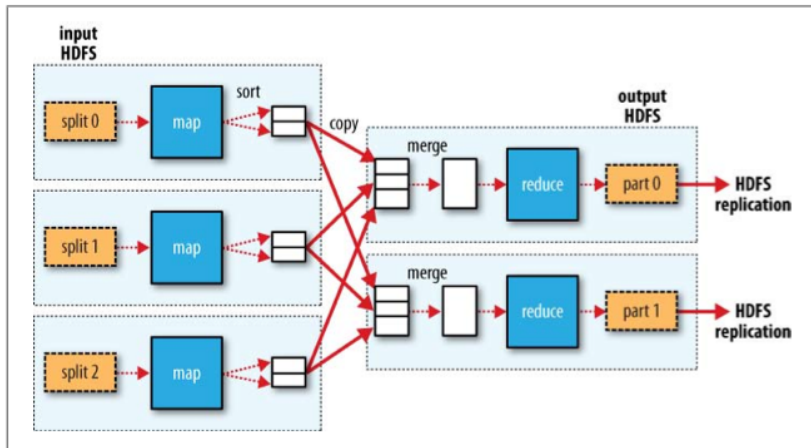 input
HDFS
sort
split 0
map
copy
output
HDFS
merge
reduce
part 0
HDFS
replication
split 1
map
merge
reduce
part 1
HDFS
replication
split 2
map